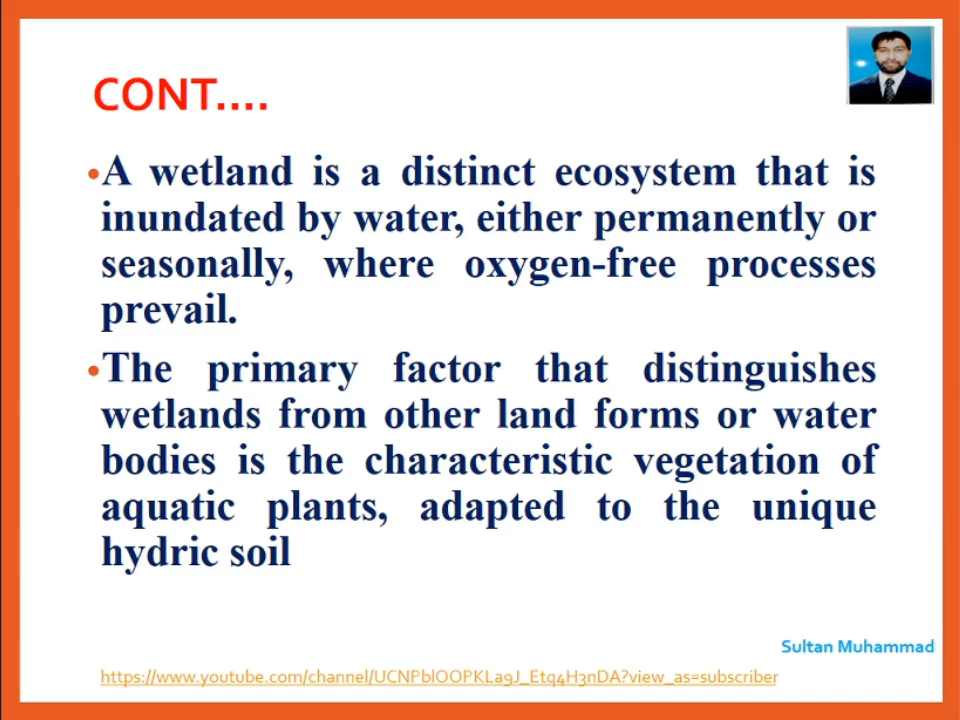 CONT....
•A wetland is a distinct ecosystem that is
inundated by water, either permanently or
seasonally, where oxygen-free processes
prevail.
•The primary factor that distinguishes
wetlands from other land forms or water
bodies is the characteristic vegetation of
aquatic plants, adapted to the unique
hydric soil
Sultan Muhammad
https://www.youtube.com/channel/UCNPblOOPKLa9J_Etq4H3nDA?view_as=subscriber